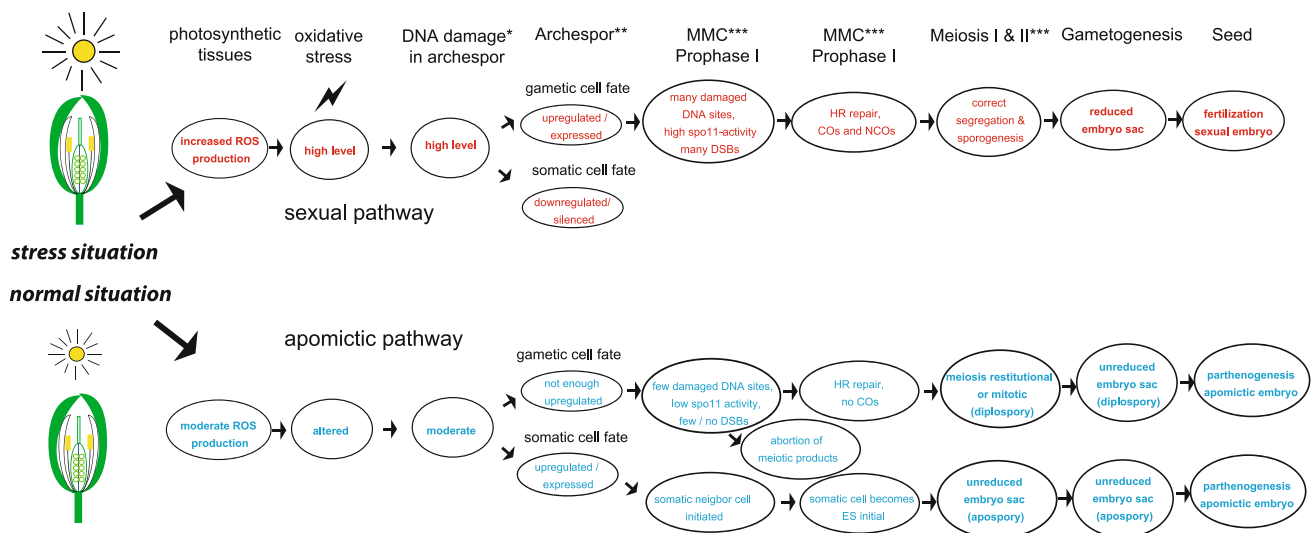 photosynthetic
tissues
oxidative
stress
DNA damage*
in archespor
Archespor**
MMC***
Prophase I
MMC***
Prophase I
Meiosis I & II***
Gametogenesis
Seed
gametic cell fate
increased ROS
production
high level
high level
upregulated /
expressed
many damaged
DNA sites,
high spo11-activity
many DSBs
HR repair,
COs and NCOs
correct
segregation &
sporogenesis
reduced
embryo sac
fertilization
sexual embryo
somatic cell fate
downregulated/
silenced
sexual pathway
stress situation
normal situation
apomictic pathway
gametic cell fate
moderate ROS
production
altered
moderate
not enough
upregulated
few damaged DNA sites,
low spo11 activity,
few / no DSBs
HR repair,
no COs
meiosis restitutional
or mitotic
(diplospory)
unreduced
embryo sac
(diplospory)
parthenogenesis
apomictic embryo
abortion of
meiotic products
somatic cell fate
upregulated /
expressed
somatic neigbor cell
initiated
somatic cell becomes
ES initial
unreduced
embryo sac
(apospory)
unreduced
embryo sac
(apospory)
parthenogenesis
apomictic embryo